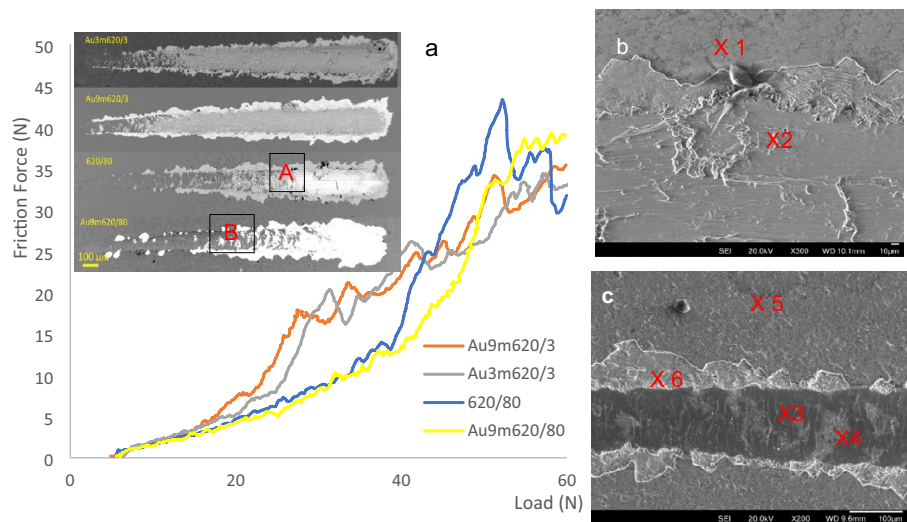 a
Friction Force (N)
50
45
40
35
30
25
20
15
10
5
0
0
20
40
60
Load (N)
Au3m620/3
Au9m620/3
620/80
A
Au9m620/80
B
100 µm
Au9m620/3
Au3m620/3
620/80
Au9m620/80
b
X 1
X2
SEI 20.0kV X300 WD 10.1mm 10µm
c
X 5
X 6
X3
X4
SEI 20.0kV X200 WD 9.6mm 100µm